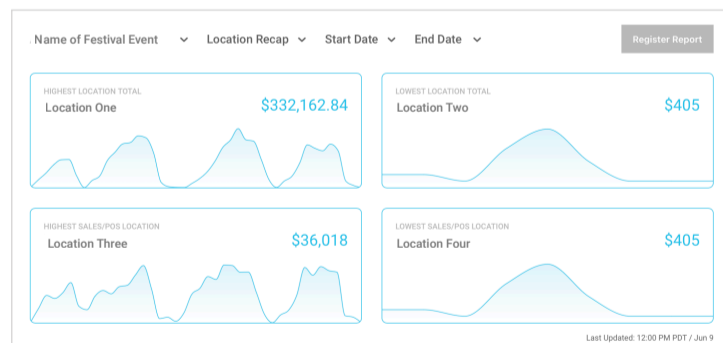 Name of Festival Event Location Recap Start Date End Date Register Report
HIGHEST LOCATION TOTAL
Location One $332,162.84
LOWEST LOCATION TOTAL
Location Two $405
HIGHEST SALES/POS LOCATION
Location Three $36,018
LOWEST SALES/POS LOCATION
Location Four $405
Last Updated: 12:00 PM PDT / Jun 9